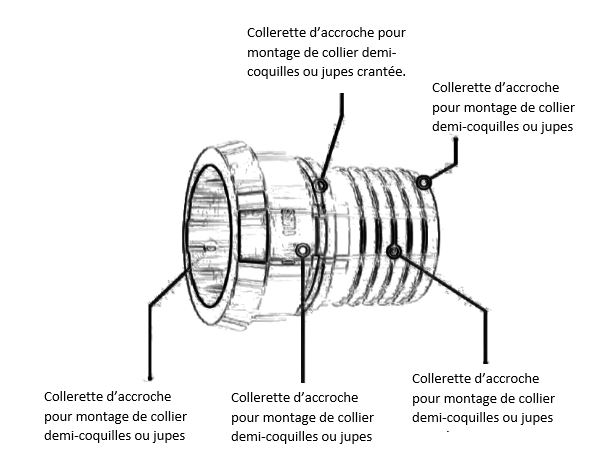 Collerette d’accroche pour
montage de collier demi-
coquilles ou jupes crantée.
Collerette d’accroche
pour montage de collier
demi-coquilles ou jupes
Collerette d’accroche
pour montage de collier
demi-coquilles ou jupes
Collerette d’accroche
pour montage de collier
demi-coquilles ou jupes
Collerette d’accroche
pour montage de collier
demi-coquilles ou jupes